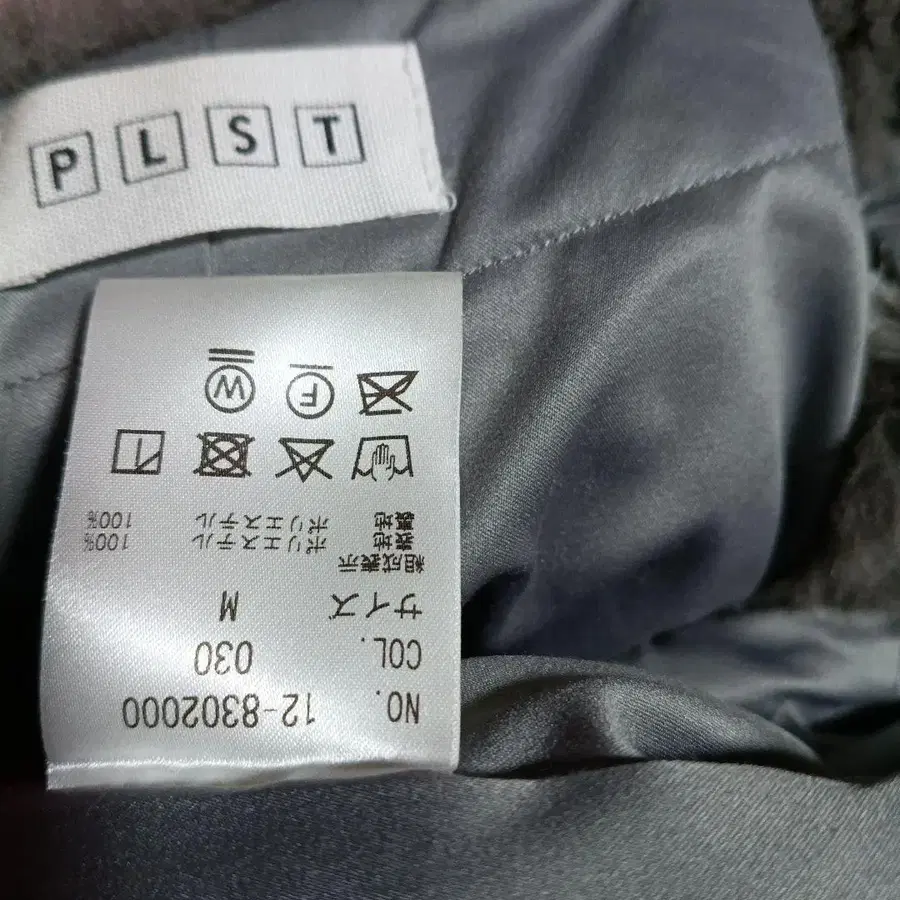 PLST
NO. 12-8302000
COL. 030
サイズ M
組成表示
表地 ポリエステル 100%
裏地 ポリエステル 100%
F
W